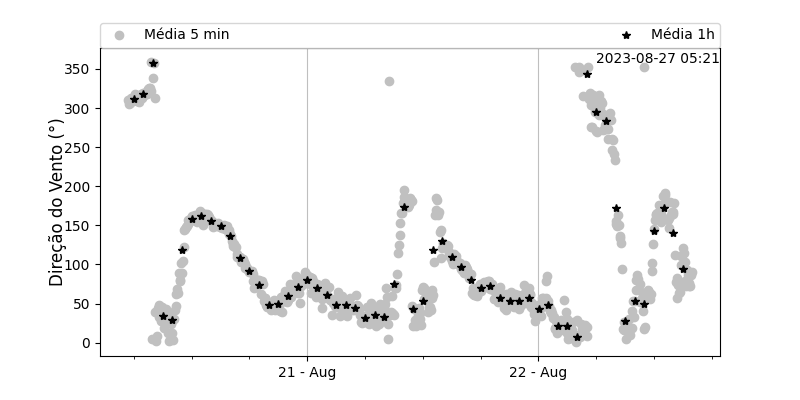 Média 5 min
Média 1h
2023-08-27 05:21
Direção do Vento (°)
350
300
250
200
150
100
50
0
21 - Aug
22 - Aug